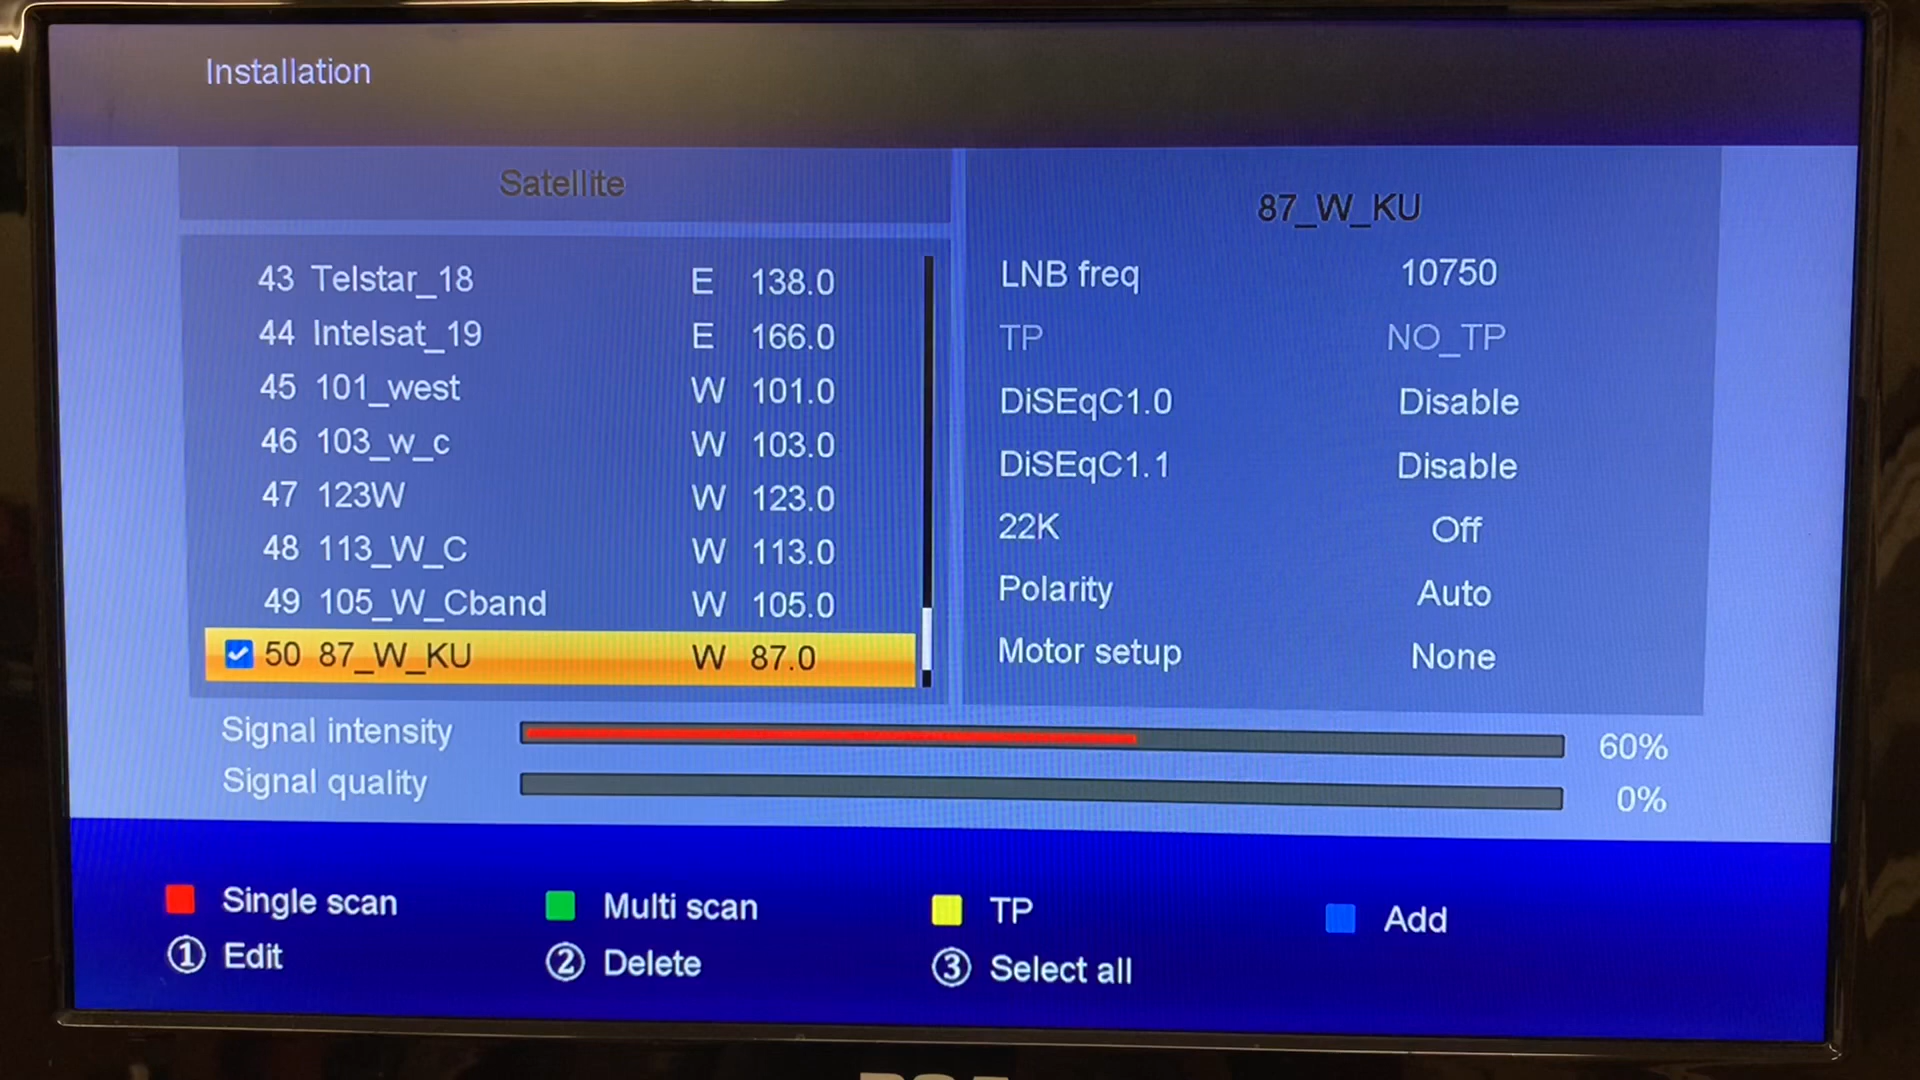 Installation
Satellite
43 Telstar_18 E 138.0
44 Intelsat_19 E 166.0
45 101_west W 101.0
46 103_w_c W 103.0
47 123W W 123.0
48 113_W_C W 113.0
49 105_W_Cband W 105.0
50 87_W_KU W 87.0
87_W_KU
LNB freq 10750
TP NO_TP
DiSEqC1.0 Disable
DiSEqC1.1 Disable
22K Off
Polarity Auto
Motor setup None
Signal intensity 60%
Signal quality 0%
Single scan Multi scan TP Add
1 Edit 2 Delete 3 Select all